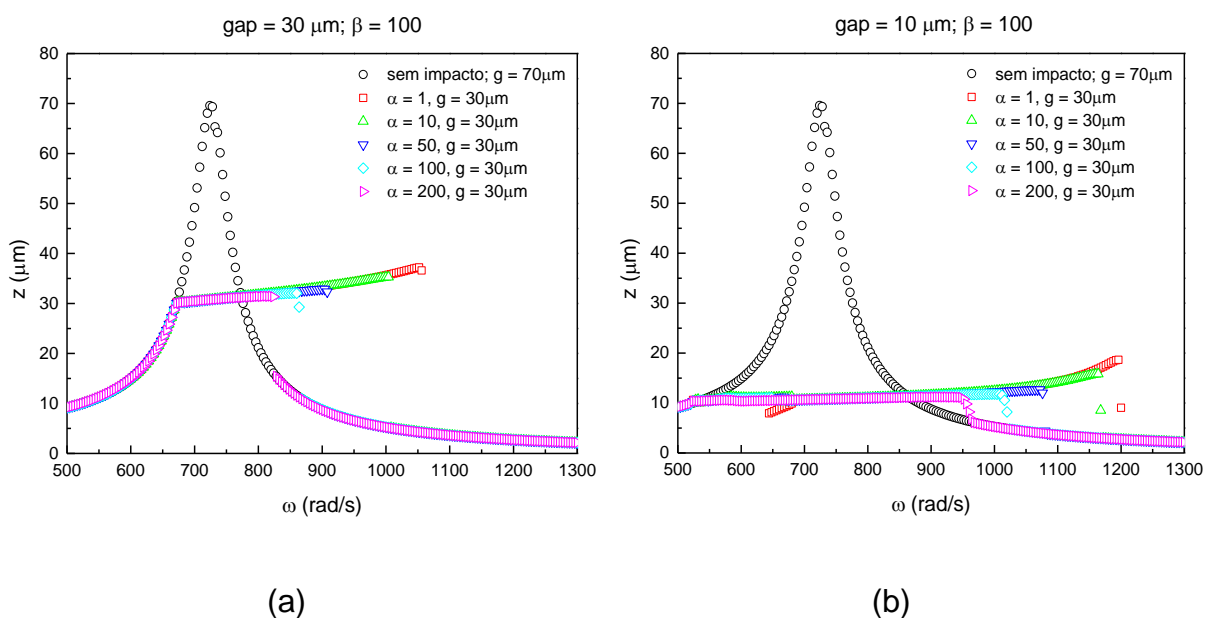 gap = 30 μm; β = 100
80
70
60
50
40
30
20
10
0
z (μm)
500 600 700 800 900 1000 1100 1200 1300
ω (rad/s)
sem impacto; g = 70μm
α = 1, g = 30μm
α = 10, g = 30μm
α = 50, g = 30μm
α = 100, g = 30μm
α = 200, g = 30μm
(a)
gap = 10 μm; β = 100
80
70
60
50
40
30
20
10
0
z (μm)
500 600 700 800 900 1000 1100 1200 1300
ω (rad/s)
sem impacto; g = 70μm
α = 1, g = 30μm
α = 10, g = 30μm
α = 50, g = 30μm
α = 100, g = 30μm
α = 200, g = 30μm
(b)